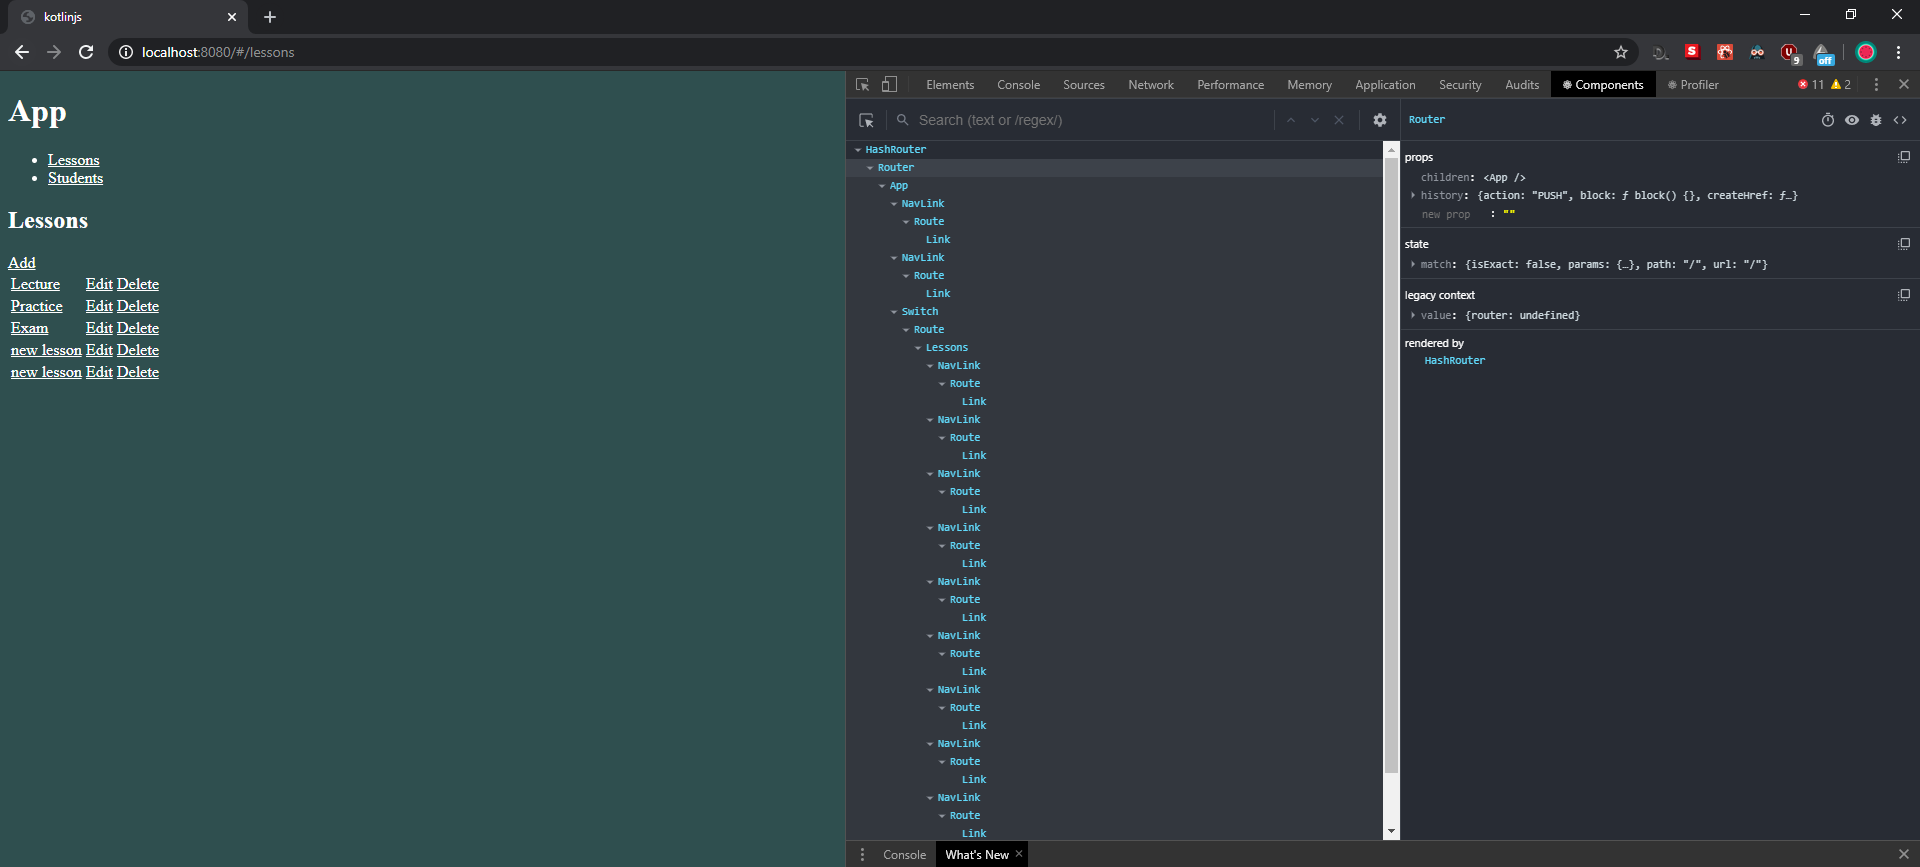 kotlinjs
localhost:8080/#/lessons
S
U
9
off
App
Lessons
Students
Lessons
Add
Lecture Edit Delete
Practice Edit Delete
Exam Edit Delete
new lesson Edit Delete
new lesson Edit Delete
Elements Console Sources Network Performance Memory Application Security Audits Components Profiler 11 2
Search (text or /regex/)
HashRouter
Router
App
NavLink
Route
Link
NavLink
Route
Link
Switch
Route
Lessons
NavLink
Route
Link
NavLink
Route
Link
NavLink
Route
Link
NavLink
Route
Link
NavLink
Route
Link
NavLink
Route
Link
NavLink
Route
Link
NavLink
Route
Link
NavLink
Route
Link
Router
props
children: <App />
history: {action: "PUSH", block: ƒ block() {}, createHref: ƒ…}
new prop : ""
state
match: {isExact: false, params: {…}, path: "/", url: "/"}
legacy context
value: {router: undefined}
rendered by
HashRouter
Console What's New